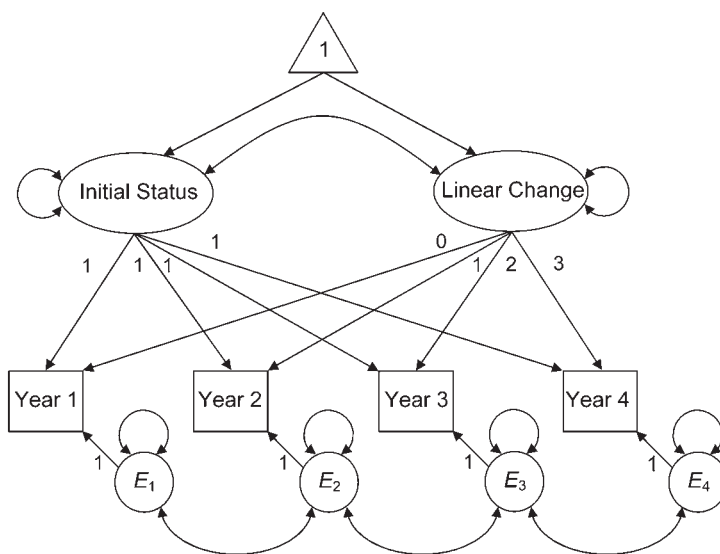 1
Initial Status
Linear Change
1
1
1
1
0
1
2
3
Year 1
Year 2
Year 3
Year 4
1
1
1
1
E₁
E₂
E₃
E₄